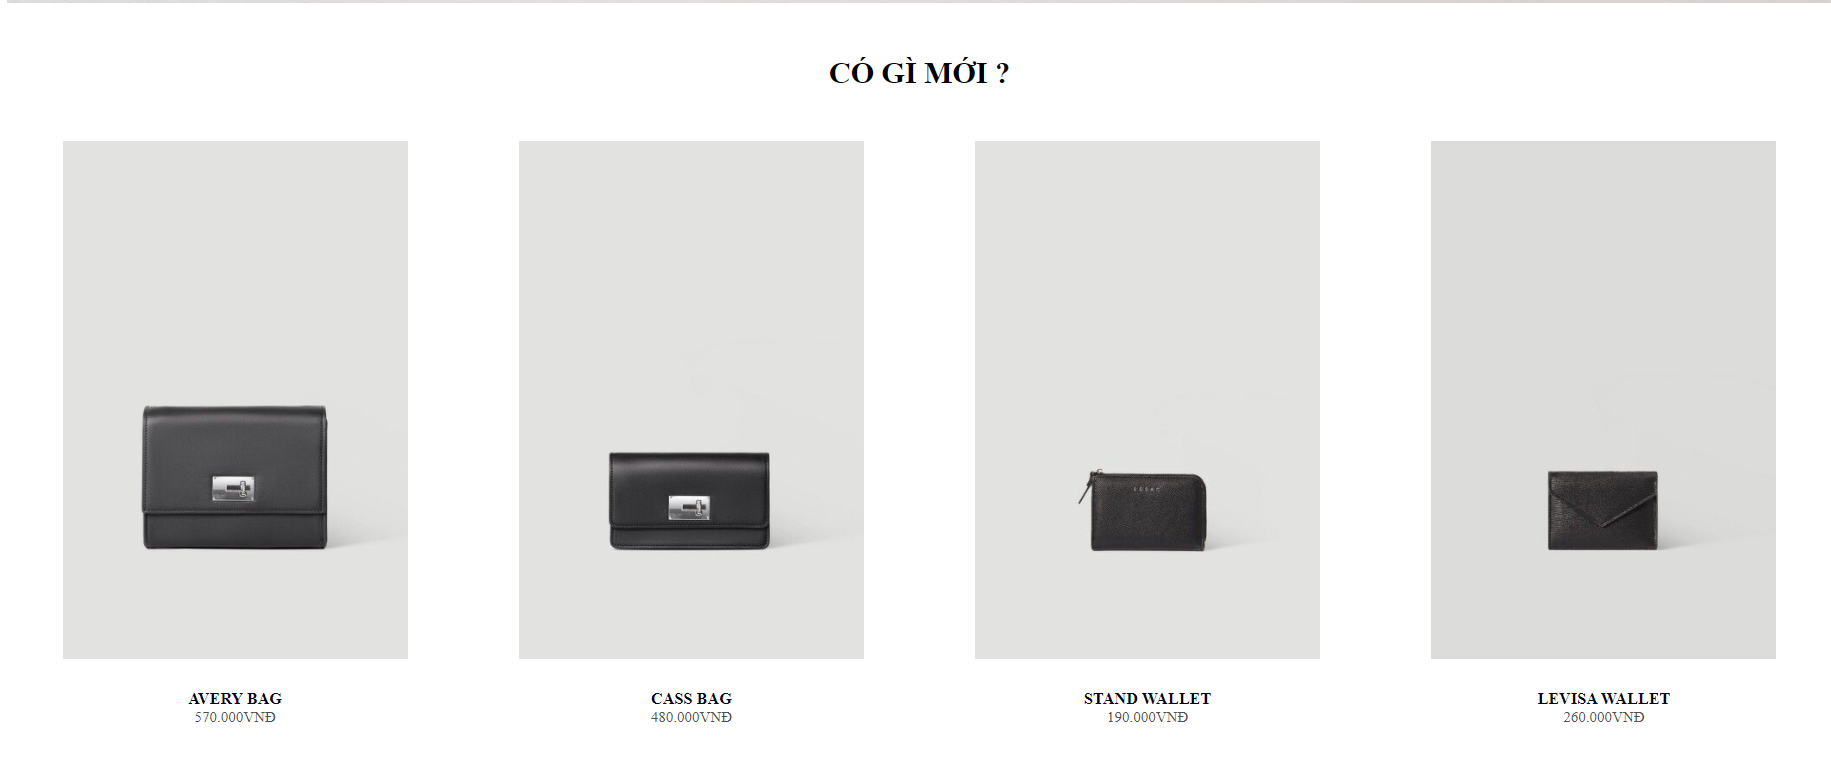 CÓ GÌ MỚI ?
AVERY BAG
570.000VNĐ
CASS BAG
480.000VNĐ
STAND WALLET
190.000VNĐ
LEVISA WALLET
260.000VNĐ